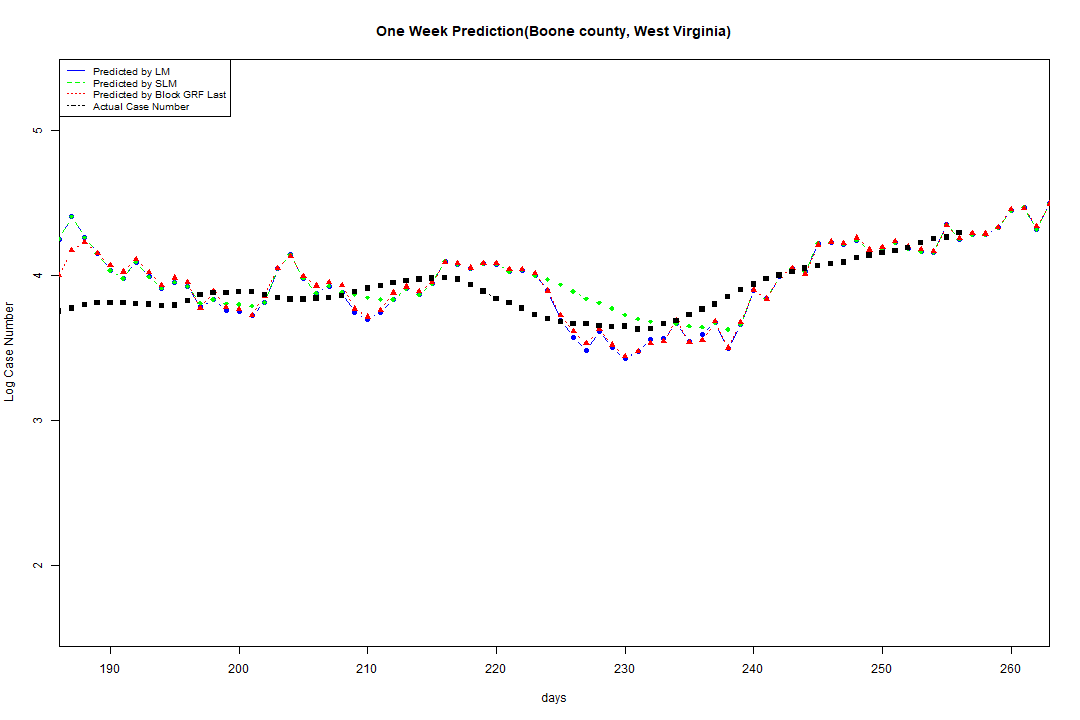 One Week Prediction(Boone county, West Virginia)
Predicted by LM
Predicted by SLM
Predicted by Block GRF Last
Actual Case Number
5
4
3
2
Log Case Number
190 200 210 220 230 240 250 260
days